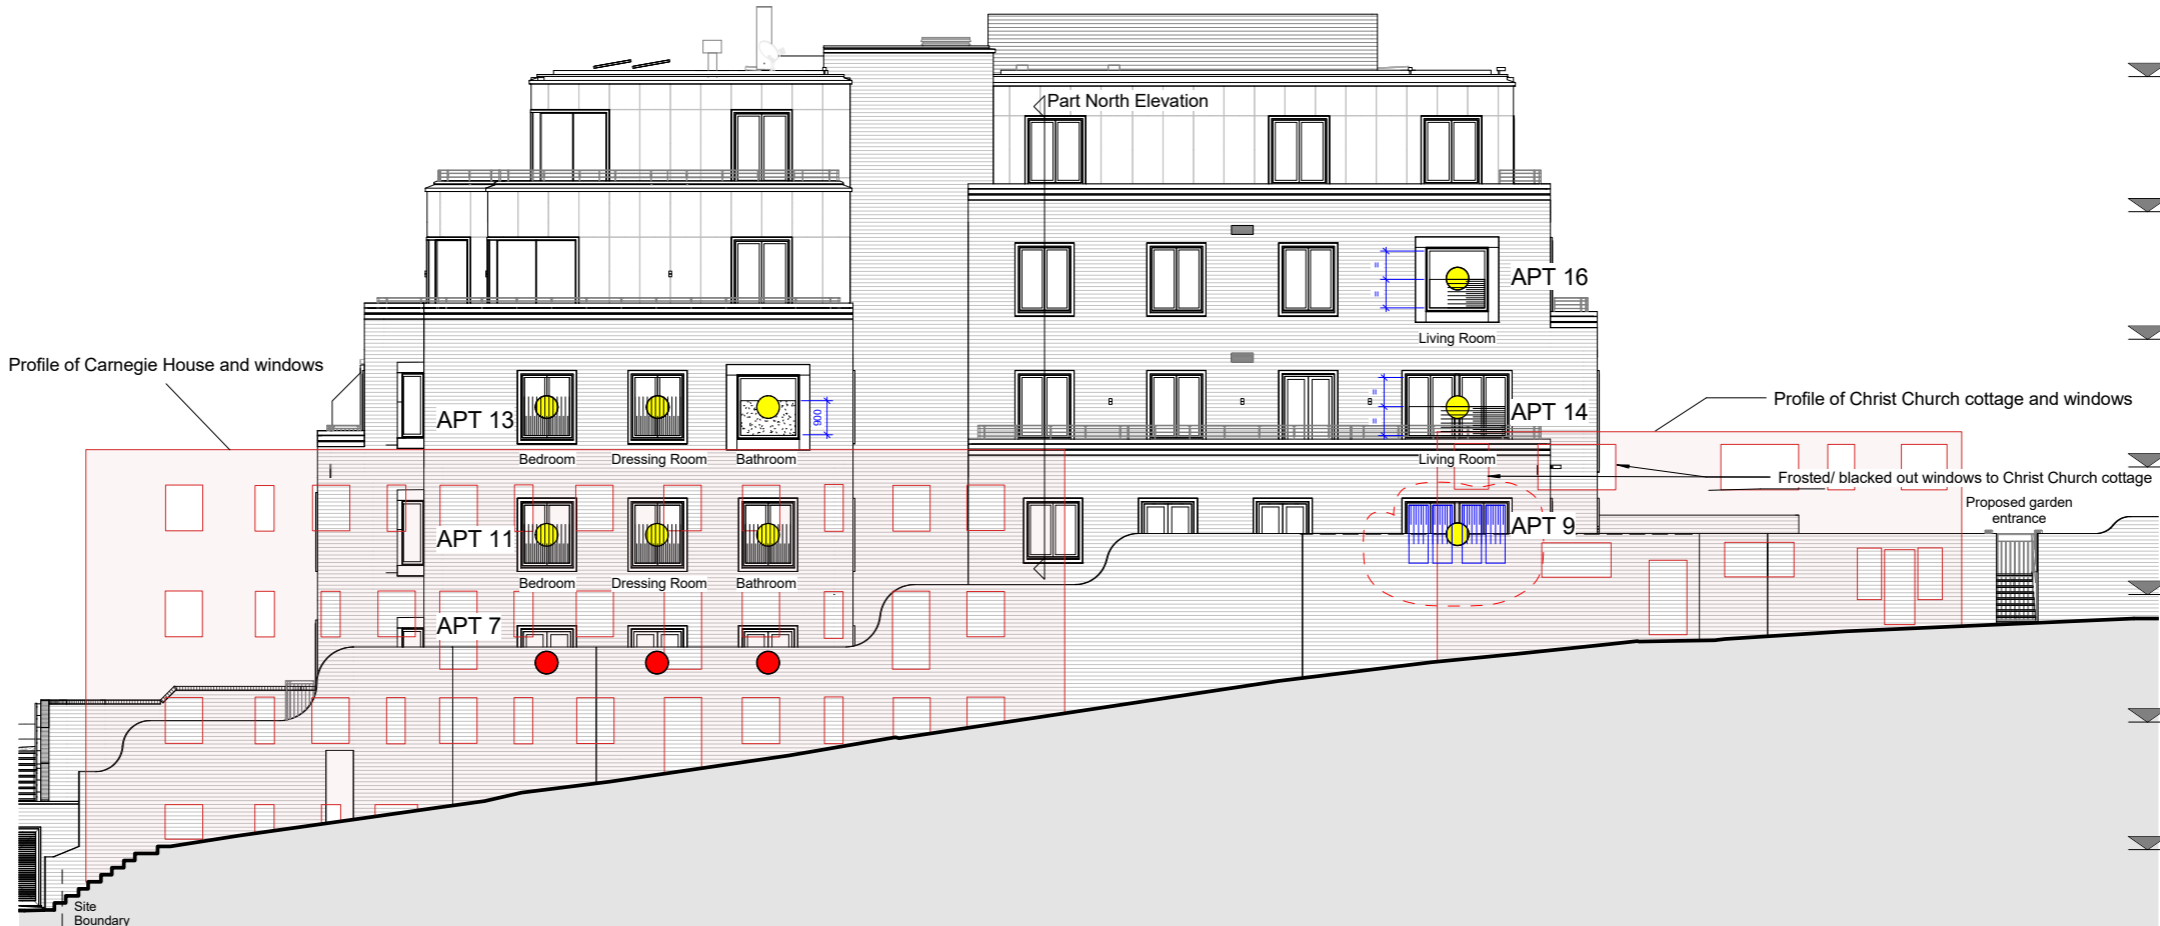 Part North Elevation
APT 16
Living Room
Profile of Carnegie House and windows
Profile of Christ Church cottage and windows
APT 13
900
APT 14
Bedroom
Dressing Room
Bathroom
Living Room
Frosted/ blacked out windows to Christ Church cottage
Proposed garden
entrance
APT 11
APT 9
Bedroom
Dressing Room
Bathroom
APT 7
Site
Boundary